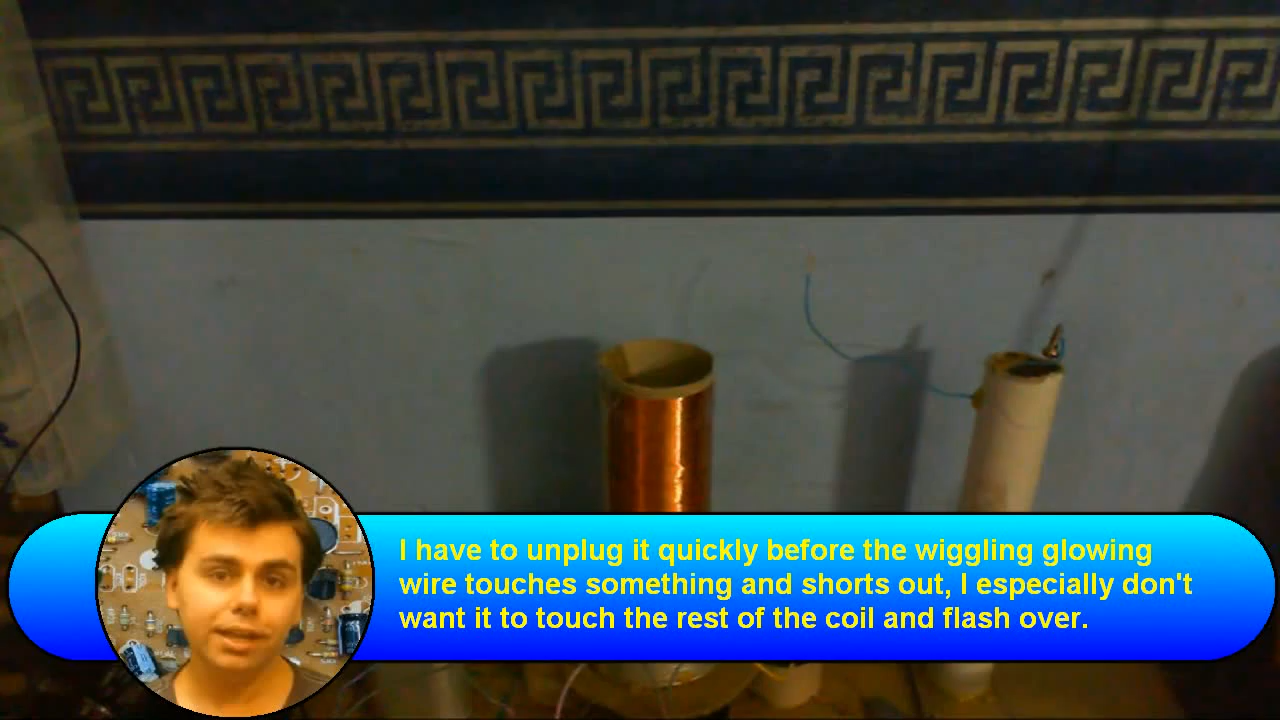 I have to unplug it quickly before the wiggling glowing
wire touches something and shorts out, I especially don't
want it to touch the rest of the coil and flash over.